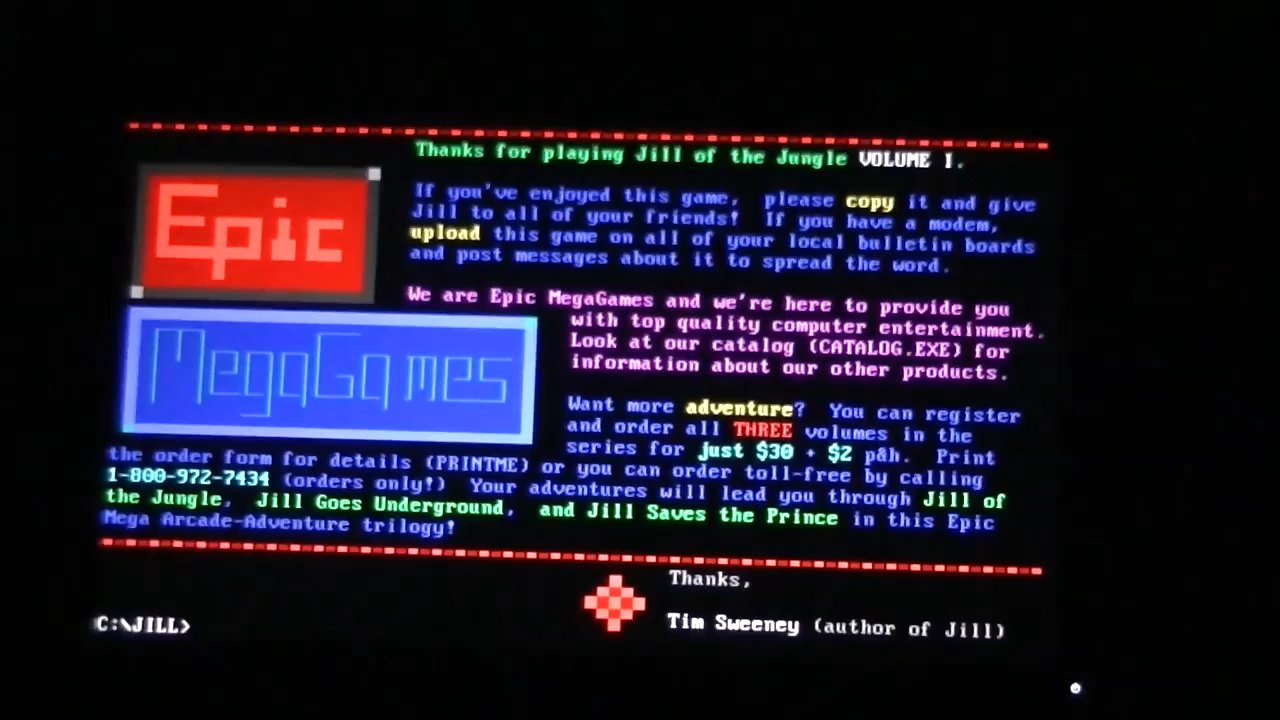 Thanks for playing Jill of the Jungle VOLUME 1.
Epic
If you've enjoyed this game, please copy it and give
Jill to all of your friends! If you have a modem,
upload this game on all of your local bulletin boards
and post messages about it to spread the word.
We are Epic MegaGames and we're here to provide you
with top quality computer entertainment.
Look at our catalog (CATALOG.EXE) for
information about our other products.
MegaGames
Want more adventure? You can register
and order all THREE volumes in the
series for just $30 + $2 p&h. Print
the order form for details (PRINTME) or you can order toll-free by calling
1-800-972-7434 (orders only!) Your adventures will lead you through Jill of
the Jungle, Jill Goes Underground, and Jill Saves the Prince in this Epic
Mega Arcade-Adventure trilogy!
Thanks,
Tim Sweeney (author of Jill)
C:\JILL>